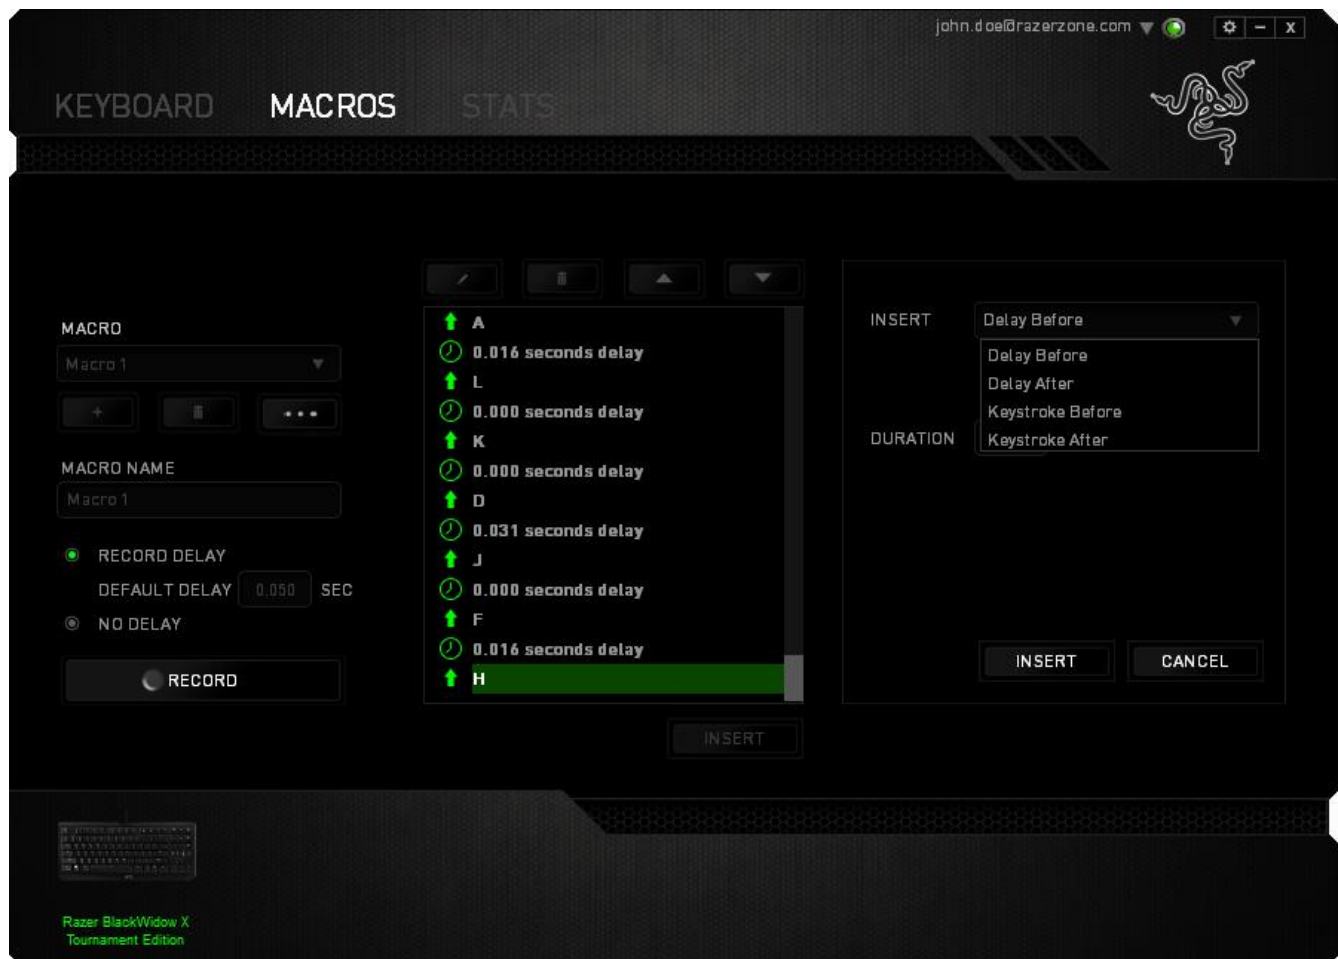 john.doe@razerzone.com
KEYBOARD MACROS STATS
MACRO
Macro 1
MACRO NAME
Macro 1
RECORD DELAY
DEFAULT DELAY 0.050 SEC
NO DELAY
RECORD
A
0.016 seconds delay
L
0.000 seconds delay
K
0.000 seconds delay
D
0.031 seconds delay
J
0.000 seconds delay
F
0.016 seconds delay
H
INSERT
INSERT Delay Before
Delay Before
Delay After
Keystroke Before
Keystroke After
DURATION
INSERT CANCEL
Razer BlackWidow X
Tournament Edition